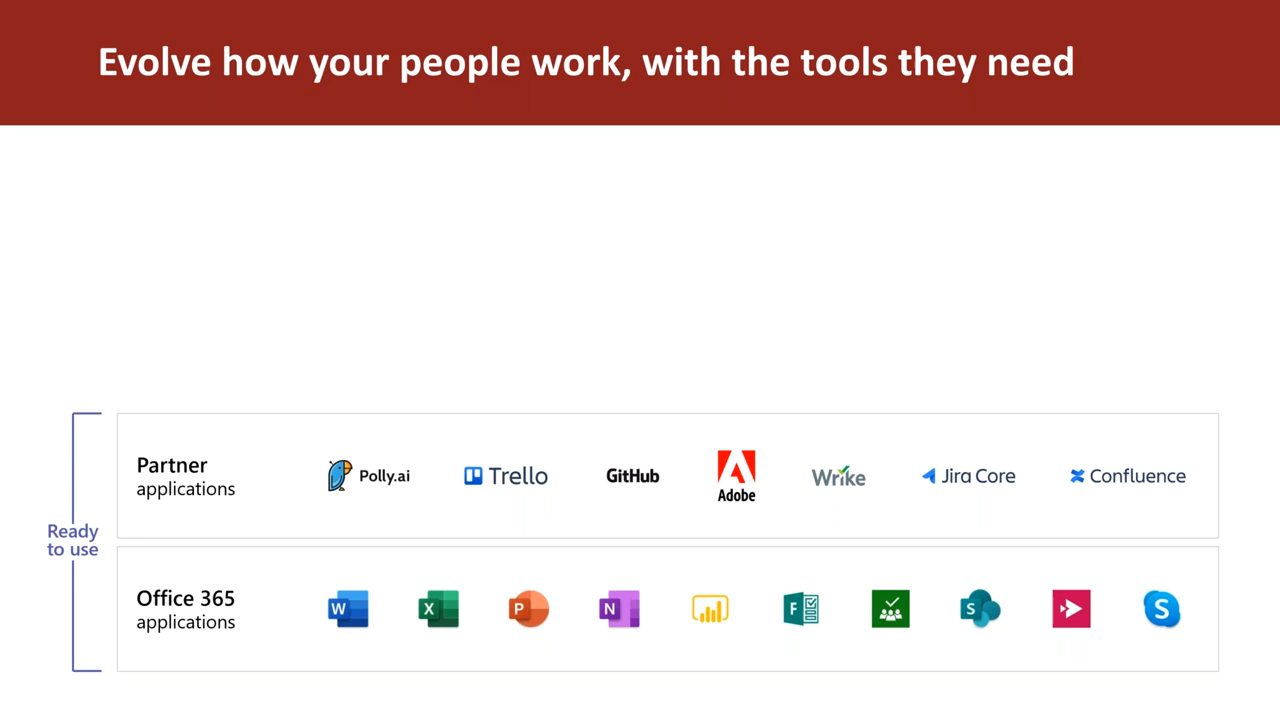 Evolve how your people work, with the tools they need
Partner
applications
Polly.ai
Trello
GitHub
Adobe
Wrike
Jira Core
Confluence
Ready
to use
Office 365
applications
W
X
P
N
F
S
S